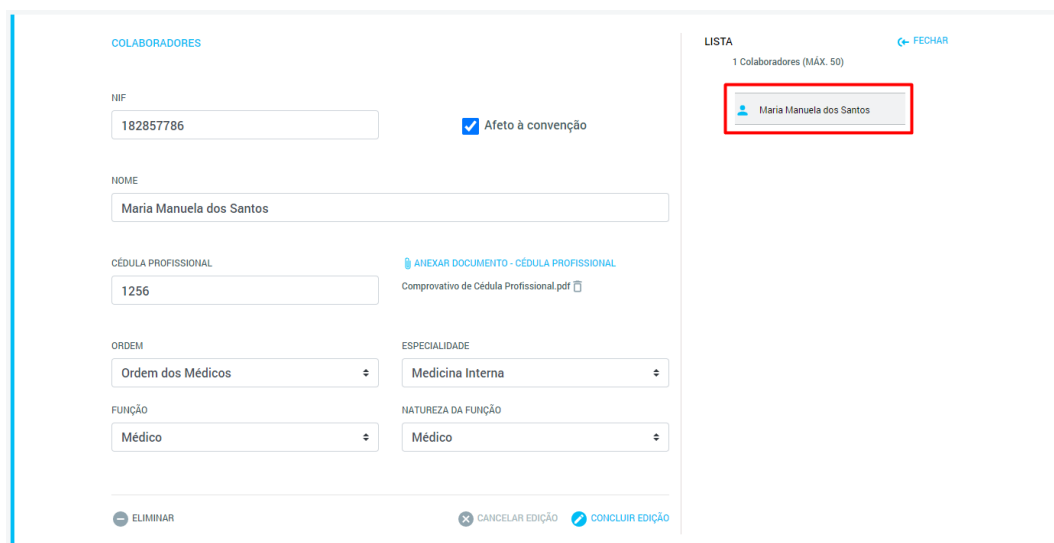 COLABORADORES
NIF
182857786
Afeto à convenção
NOME
Maria Manuela dos Santos
CÉDULA PROFISSIONAL
ANEXAR DOCUMENTO - CÉDULA PROFISSIONAL
1256
Comprovativo de Cédula Profissional.pdf
ORDEM
ESPECIALIDADE
Ordem dos Médicos
Medicina Interna
FUNÇÃO
NATUREZA DA FUNÇÃO
Médico
Médico
ELIMINAR
CANCELAR EDIÇÃO
CONCLUIR EDIÇÃO
LISTA
FECHAR
1 Colaboradores (MÁX. 50)
Maria Manuela dos Santos